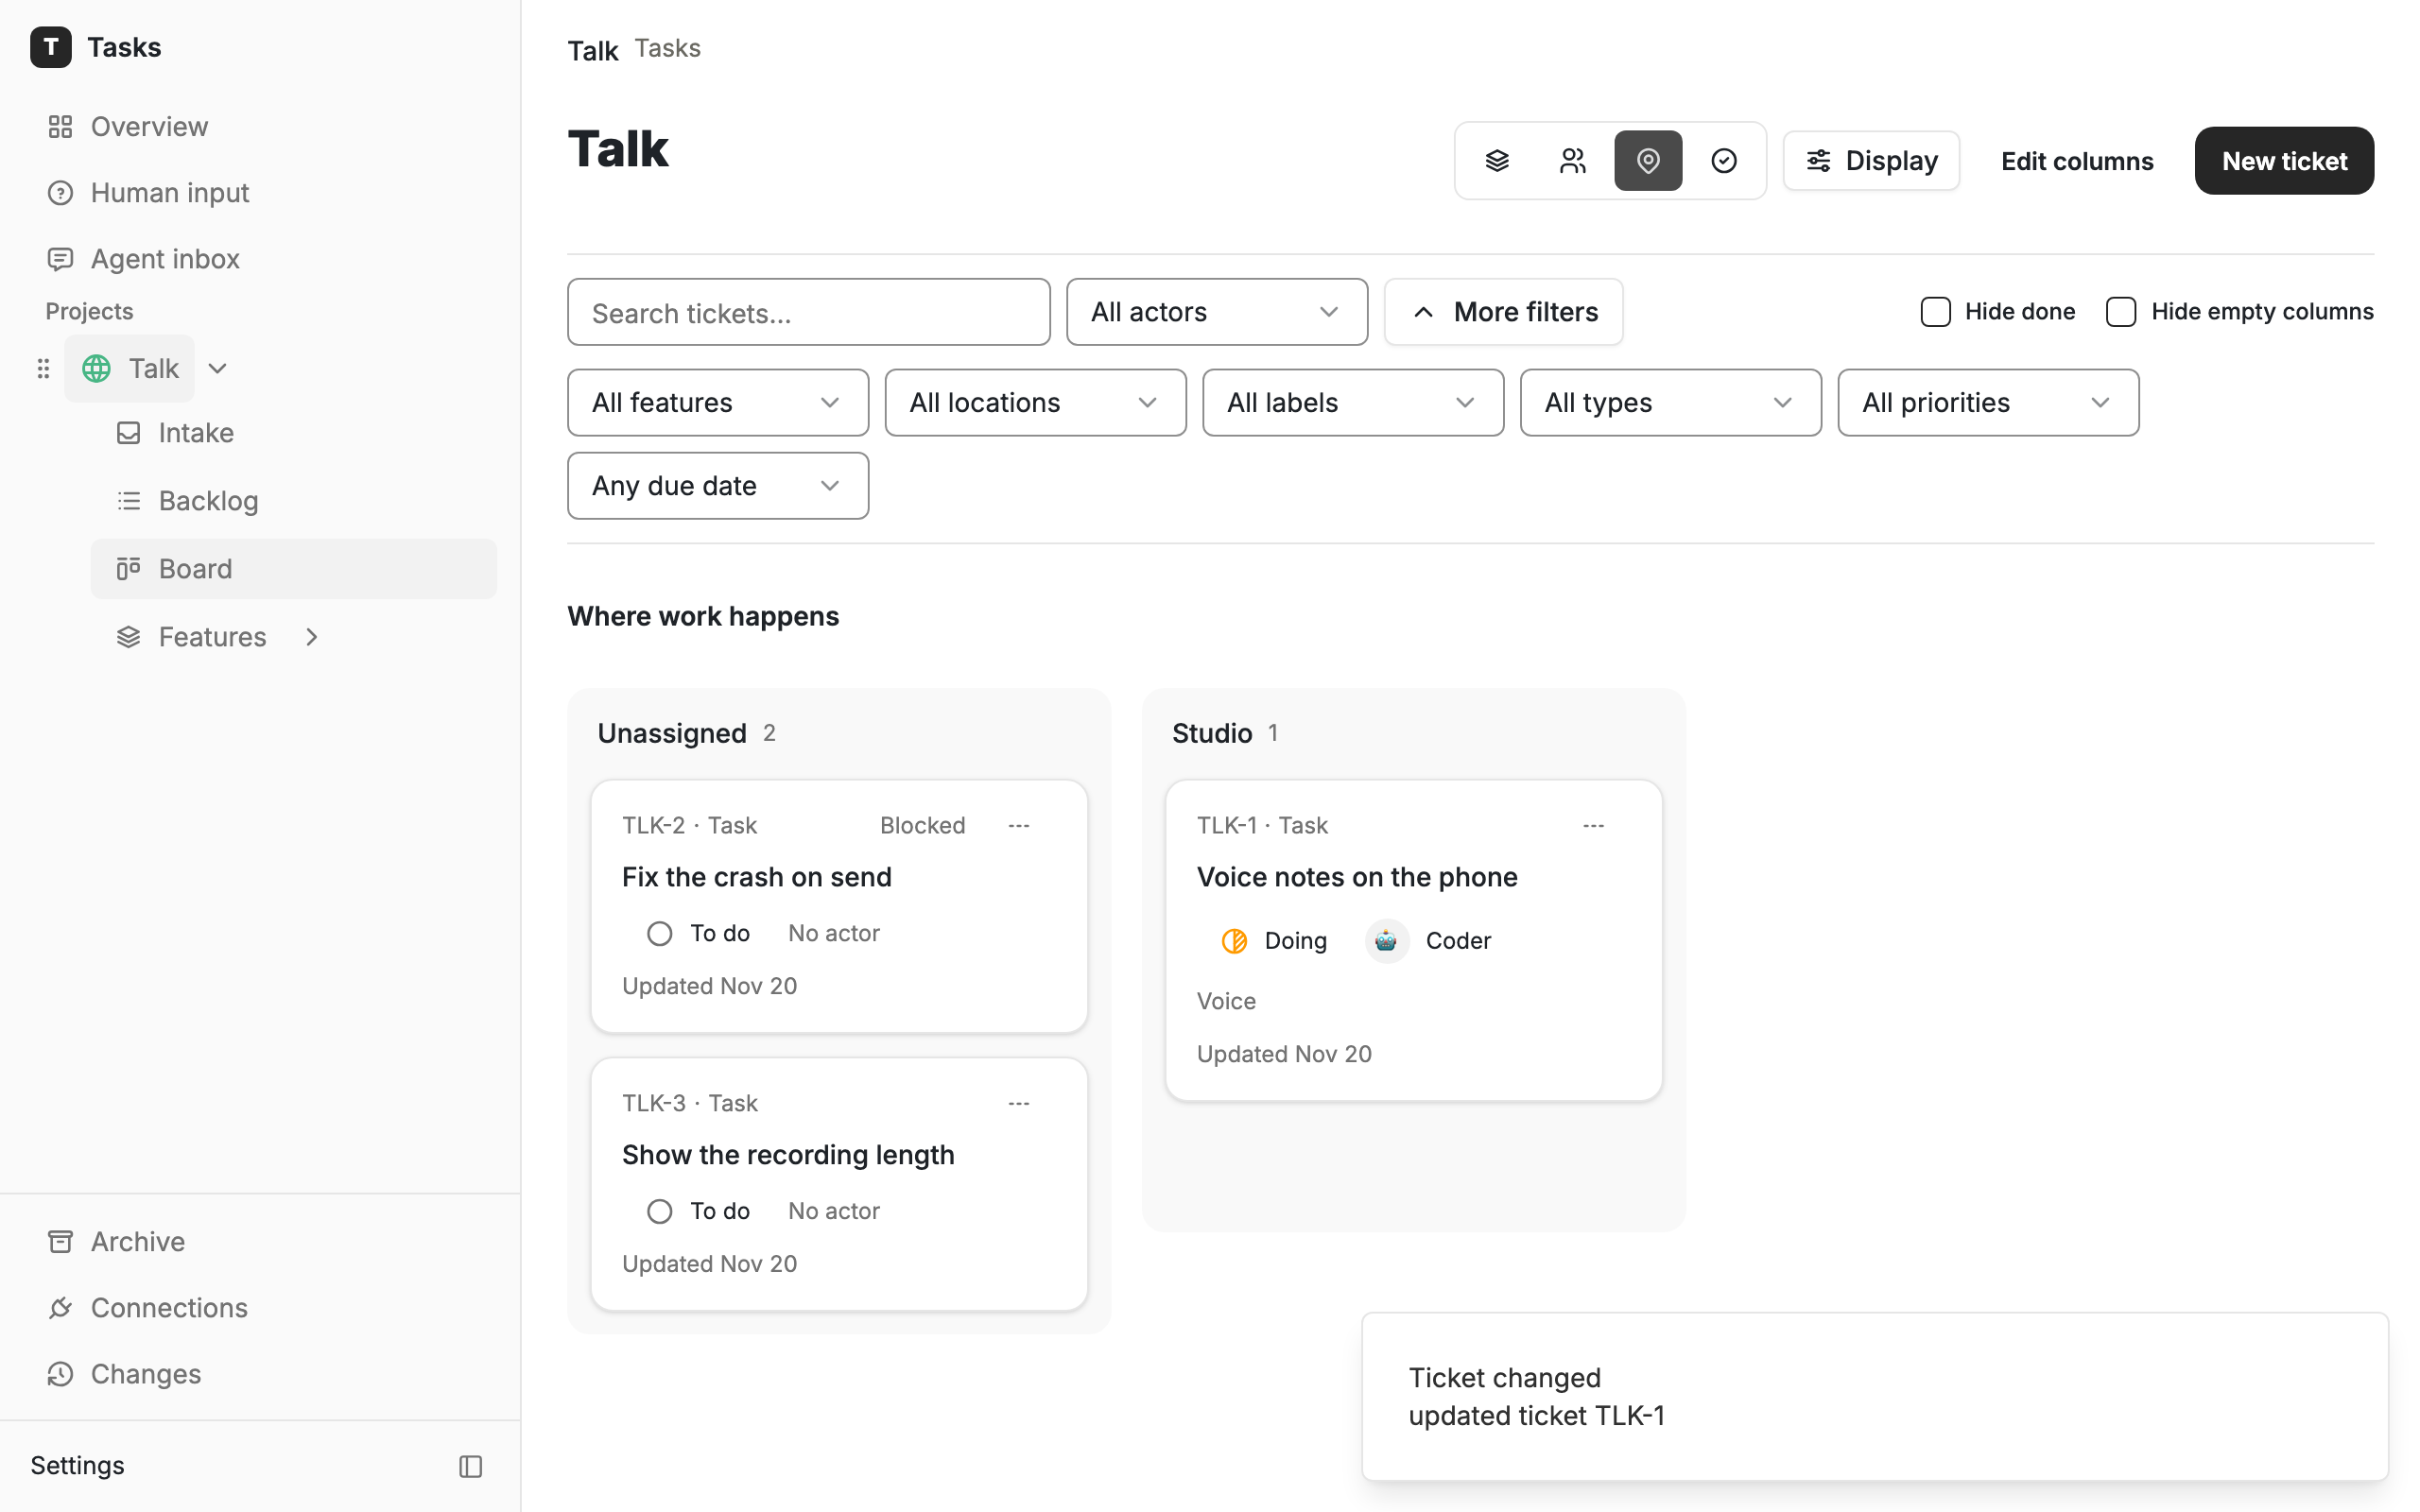 T Tasks
Overview
Human input
Agent inbox
Projects
Talk
Intake
Backlog
Board
Features
Archive
Connections
Changes
Settings
Talk Tasks
Talk
Display
Edit columns
New ticket
Search tickets...
All actors
More filters
Hide done
Hide empty columns
All features
All locations
All labels
All types
All priorities
Any due date
Where work happens
Unassigned 2
TLK-2 · Task Blocked
Fix the crash on send
To do No actor
Updated Nov 20
TLK-3 · Task
Show the recording length
To do No actor
Updated Nov 20
Studio 1
TLK-1 · Task
Voice notes on the phone
Doing Coder
Voice
Updated Nov 20
Ticket changed
updated ticket TLK-1